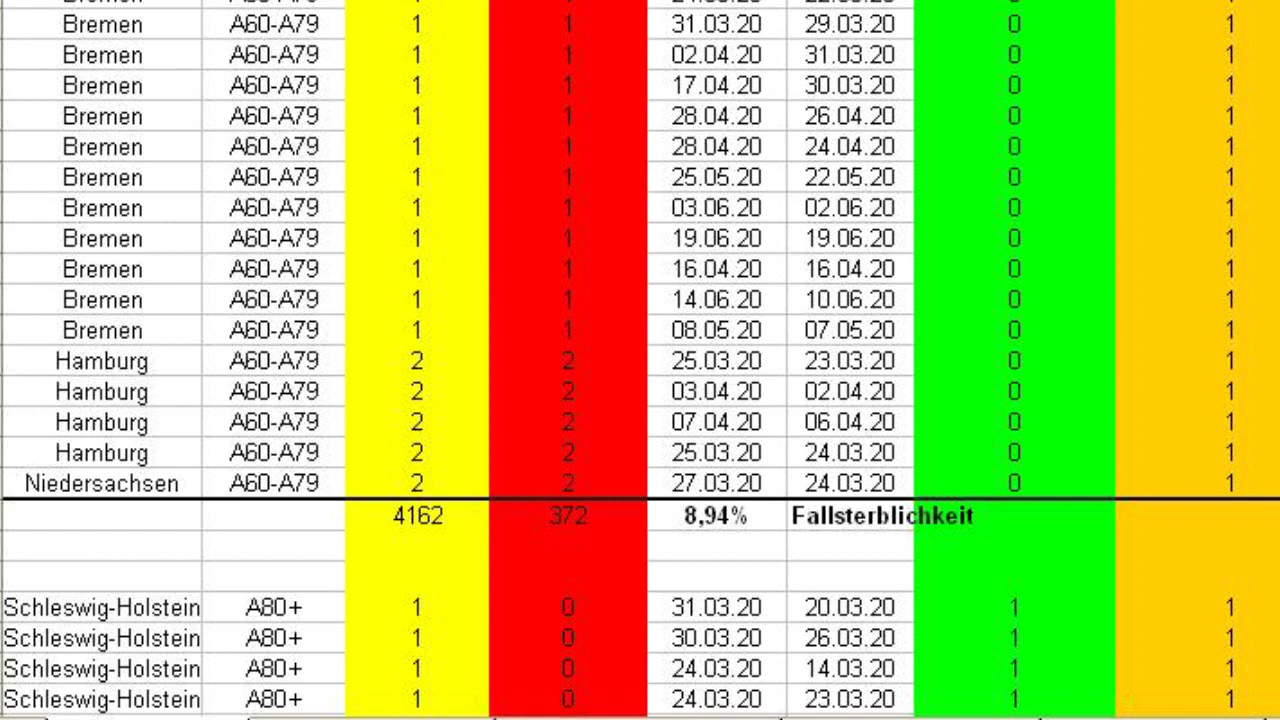 Bremen A60-A79 1 1 31.03.20 29.03.20 0 1
Bremen A60-A79 1 1 02.04.20 31.03.20 0 1
Bremen A60-A79 1 1 17.04.20 30.03.20 0 1
Bremen A60-A79 1 1 28.04.20 26.04.20 0 1
Bremen A60-A79 1 1 28.04.20 24.04.20 0 1
Bremen A60-A79 1 1 25.05.20 22.05.20 0 1
Bremen A60-A79 1 1 03.06.20 02.06.20 0 1
Bremen A60-A79 1 1 19.06.20 19.06.20 0 1
Bremen A60-A79 1 1 16.04.20 16.04.20 0 1
Bremen A60-A79 1 1 14.06.20 10.06.20 0 1
Bremen A60-A79 1 1 08.05.20 07.05.20 0 1
Hamburg A60-A79 2 2 25.03.20 23.03.20 0 1
Hamburg A60-A79 2 2 03.04.20 02.04.20 0 1
Hamburg A60-A79 2 2 07.04.20 06.04.20 0 1
Hamburg A60-A79 2 2 25.03.20 24.03.20 0 1
Niedersachsen A60-A79 2 2 27.03.20 24.03.20 0 1
4162 372 8,94% Fallsterblichkeit
Schleswig-Holstein A80+ 1 0 31.03.20 20.03.20 1 1
Schleswig-Holstein A80+ 1 0 30.03.20 26.03.20 1 1
Schleswig-Holstein A80+ 1 0 24.03.20 14.03.20 1 1
Schleswig-Holstein A80+ 1 0 24.03.20 23.03.20 1 1